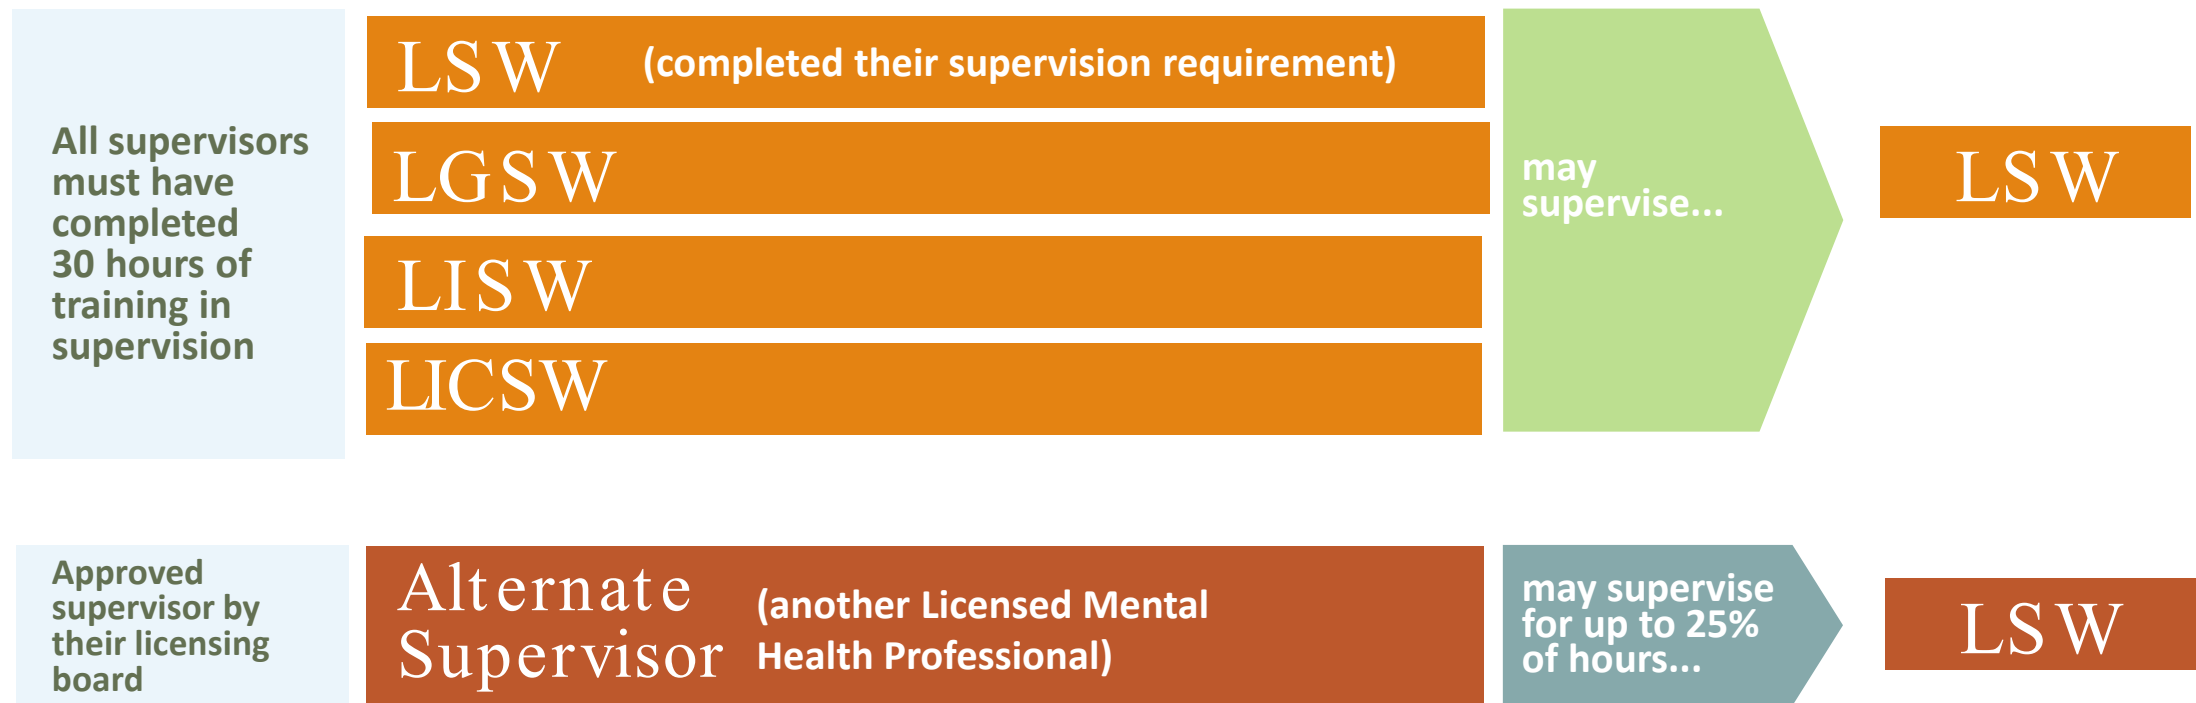 All supervisors
must have
completed
30 hours of
training in
supervision
LSW (completed their supervision requirement)
LGSW
LISW
LICSW
may
supervise...
LSW
Approved
supervisor by
their licensing
board
Alternate
Supervisor
(another Licensed Mental
Health Professional)
may supervise
for up to 25%
of hours...
LSW